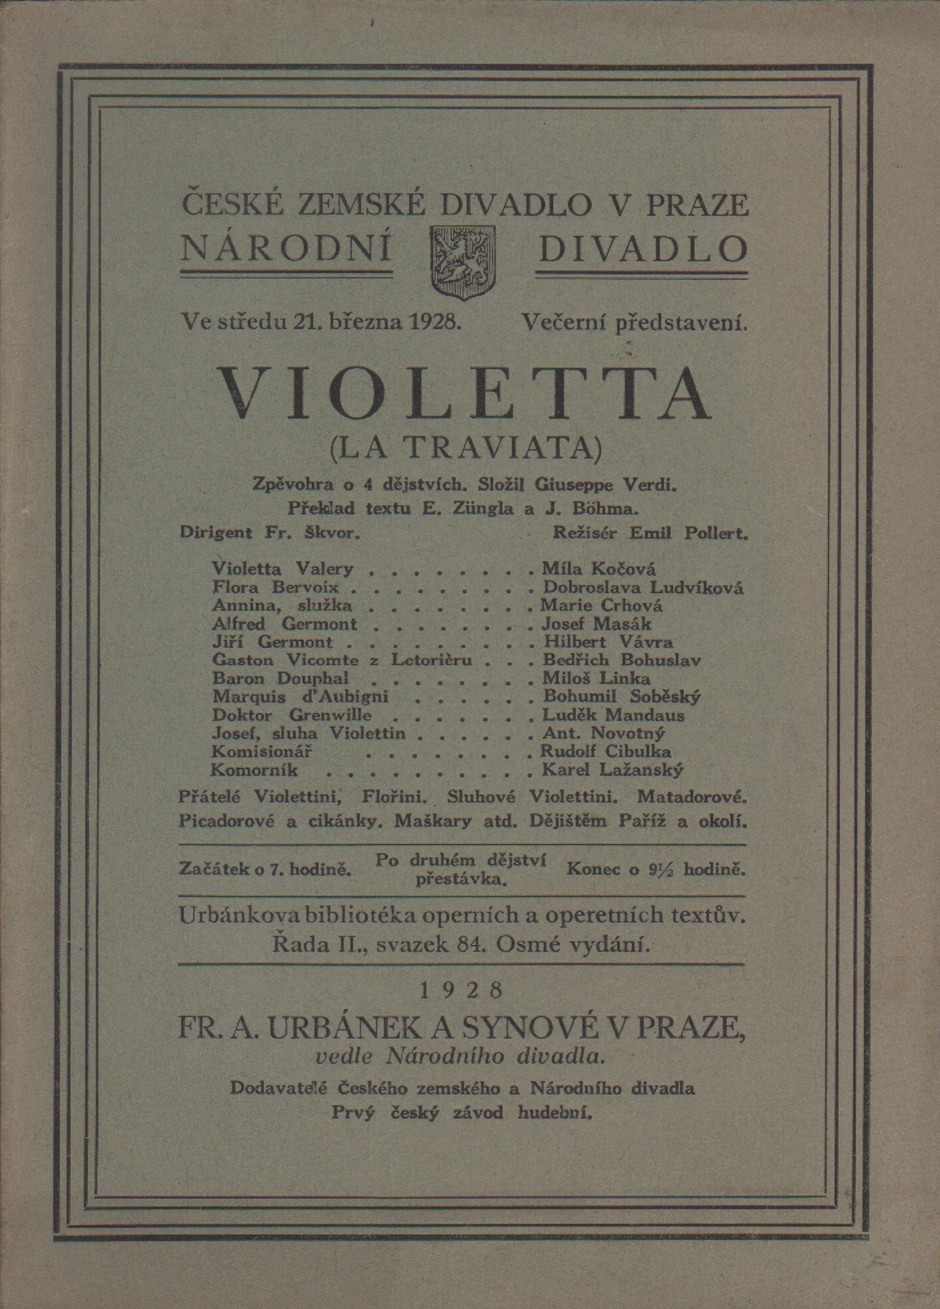 ČESKÉ ZEMSKÉ DIVADLO V PRAZE
NÁRODNÍ DIVADLO
Ve středu 21. března 1928. Večerní představení.
VIOLETTA
(LA TRAVIATA)
Zpěvohra o 4 dějstvích. Složil Giuseppe Verdi.
Překlad textu E. Züngla a J. Böhma.
Dirigent Fr. Škvor. Režisér Emil Pollert.
Violetta Valery . . . . . . . . . Míla Kočová
Flora Bervoix . . . . . . . . . . Dobroslava Ludvíková
Annina, služka . . . . . . . . . Marie Crhová
Alfred Germont . . . . . . . . . Josef Masák
Jiří Germont . . . . . . . . . . Hilbert Vávra
Gaston Vicomte z Letorièru . . . Bedřich Bohuslav
Baron Douphal . . . . . . . . . Miloš Linka
Marquis d'Aubigni . . . . . . Bohumil Soběský
Doktor Grenwille . . . . . . . Luděk Mandaus
Josef, sluha Violettin . . . . . . Ant. Novotný
Komisionář . . . . . . . . Rudolf Cibulka
Komorník . . . . . . . . . . Karel Lažanský
Přátelé Violettini, Flořini. Sluhové Violettini. Matadorové.
Picadorové a cikánky. Maškary atd. Dějištěm Paříž a okolí.
Začátek o 7. hodině. Po druhém dějství přestávka. Konec o 9½ hodině.
Urbánkova bibliotéka operních a operetních textův.
Řada II., svazek 84. Osmé vydání.
1928
FR. A. URBÁNEK A SYNOVÉ V PRAZE,
vedle Národního divadla.
Dodavatelé Českého zemského a Národního divadla
Prvý český závod hudební.